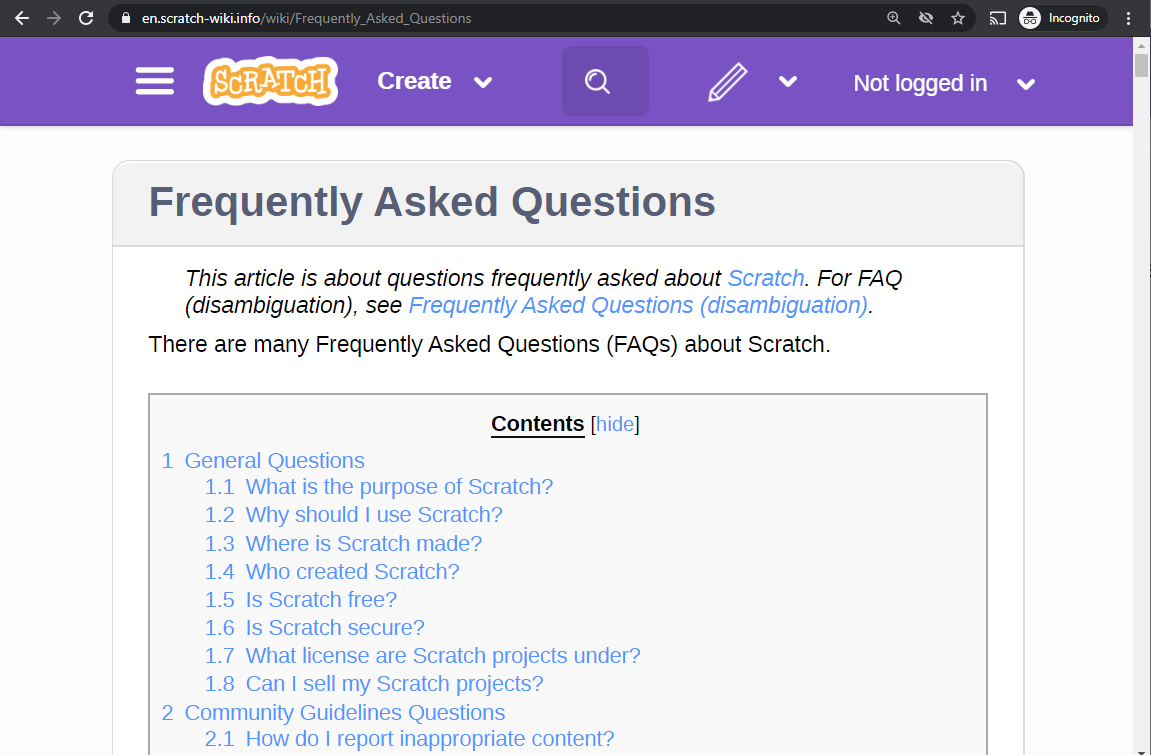 en.scratch-wiki.info/wiki/Frequently_Asked_Questions Incognito
SCRATCH Create Not logged in
Frequently Asked Questions
This article is about questions frequently asked about Scratch. For FAQ
(disambiguation), see Frequently Asked Questions (disambiguation).
There are many Frequently Asked Questions (FAQs) about Scratch.
Contents [hide]
1 General Questions
1.1 What is the purpose of Scratch?
1.2 Why should I use Scratch?
1.3 Where is Scratch made?
1.4 Who created Scratch?
1.5 Is Scratch free?
1.6 Is Scratch secure?
1.7 What license are Scratch projects under?
1.8 Can I sell my Scratch projects?
2 Community Guidelines Questions
2.1 How do I report inappropriate content?